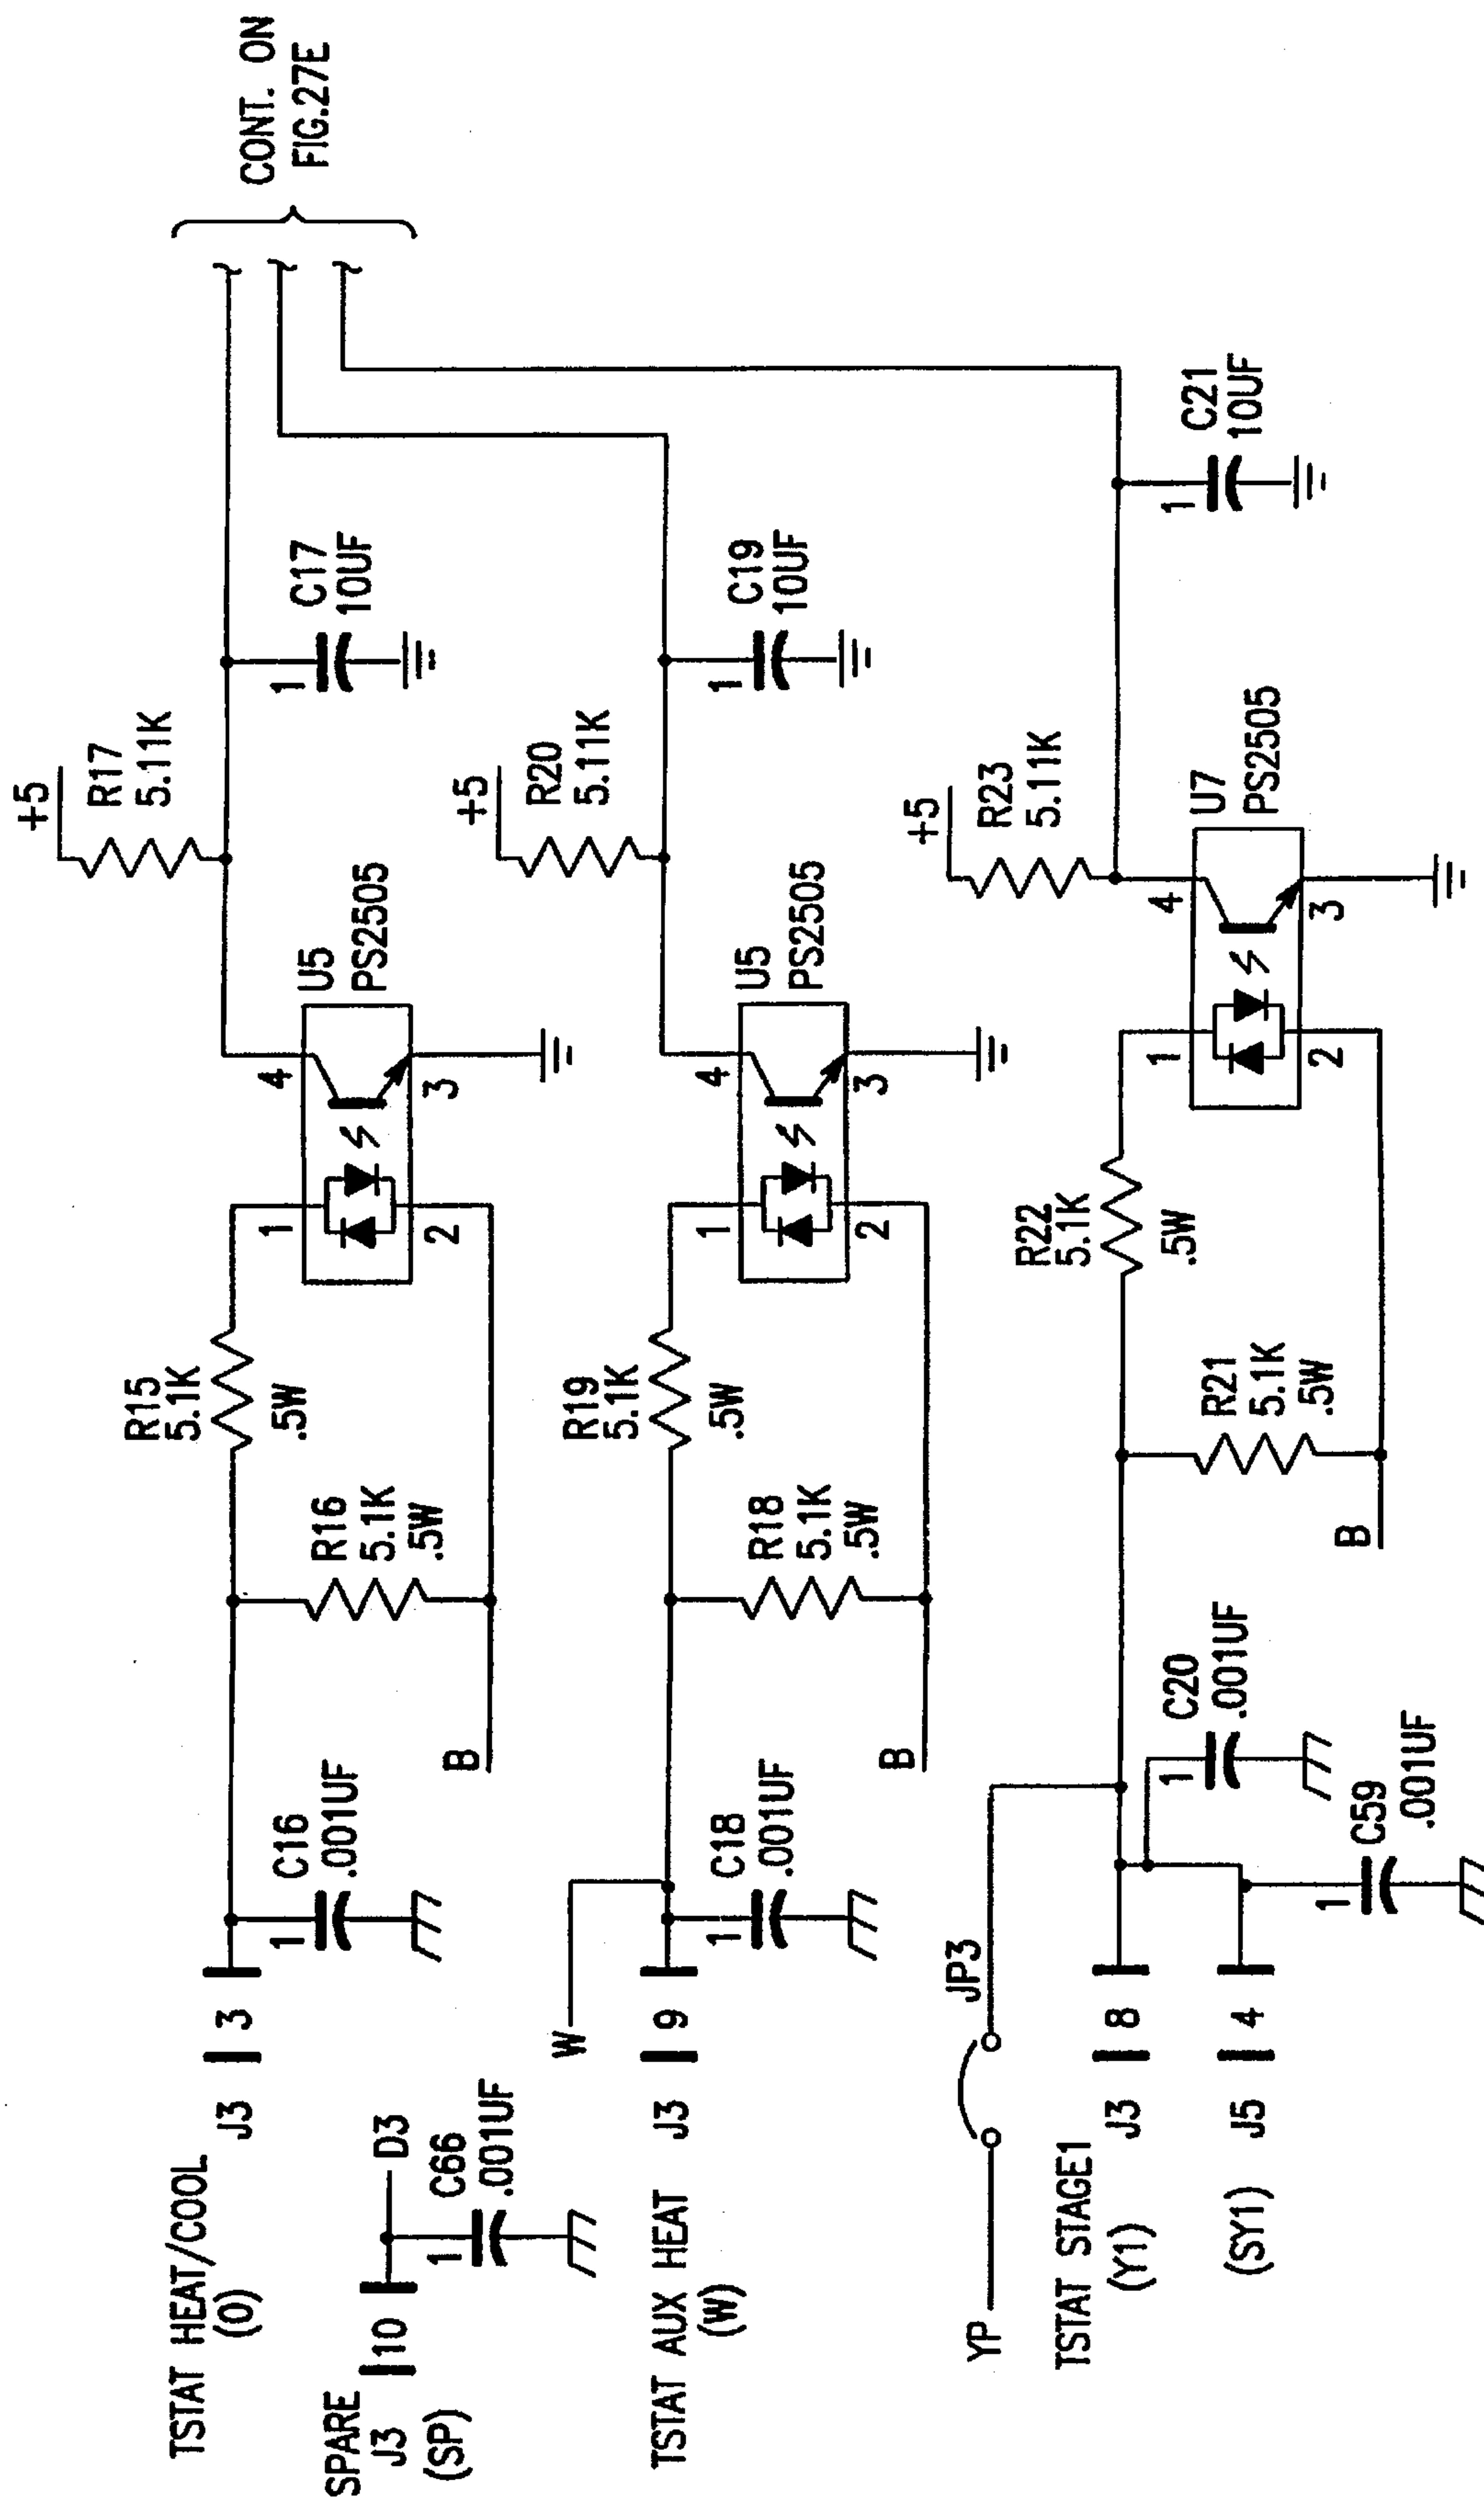 CONT. ON
FIG.27E
+5
R17
5.11K
C17
10UF
1
U5
PS2505
4
3
1
2
R15
5.1K
.5W
R16
5.1K
.5W
B
C16
.001UF
1
TSTAT HEAT/COOL
(O)
J3
3
SPARE
J3
(SP)
10
D3
C66
.001UF
1
+5
R20
5.11K
C19
10UF
1
U5
PS2505
4
3
1
2
R19
5.1K
.5W
R18
5.1K
.5W
B
C18
.001UF
1
W
TSTAT AUX HEAT
(W)
J3
9
+5
R23
5.11K
C21
10UF
1
U7
PS2505
4
3
1
2
R22
5.1K
.5W
R21
5.1K
.5W
B
C20
.001UF
1
C59
.001UF
1
JP3
YP
TSTAT STAGE1
(Y1)
J3
8
(SY1)
J5
4